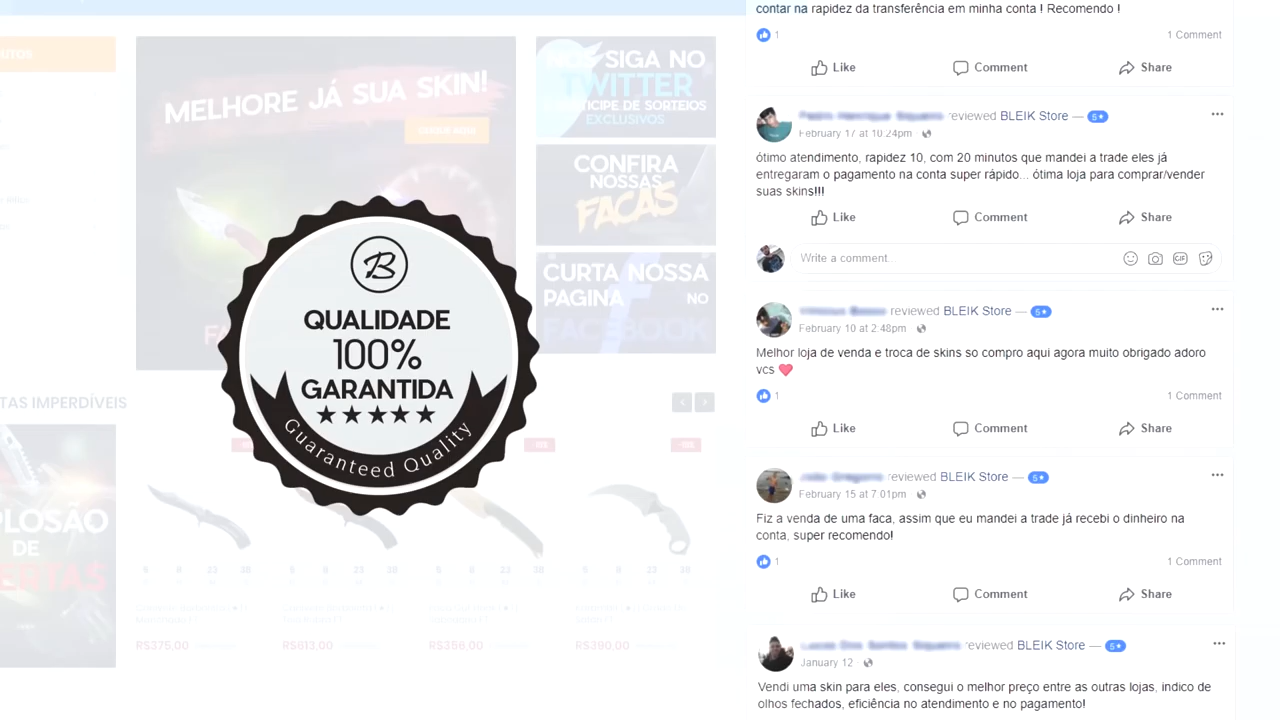 UTOS
MELHORE JÁ SUA SKIN!
NOS SIGA NO
TWITTER
PARTICIPE DE SORTEIOS
EXCLUSIVOS
CONFIRA
NOSSAS
FACAS
CURTA NOSSA
PAGINA NO
FACEBOOK
B
QUALIDADE
100%
GARANTIDA
★★★★★
Guaranteed Quality
TAS IMPERDÍVEIS
PLOSÃO
DE
ERTAS
R$375,00
R$613,00
R$356,00
R$390,00
contar na rapidez da transferência em minha conta ! Recomendo !
1 1 Comment
Like Comment Share
reviewed BLEIK Store — 5★
February 17 at 10:24pm
ótimo atendimento, rapidez 10, com 20 minutos que mandei a trade eles já
entregaram o pagamento na conta super rápido... ótima loja para comprar/vender
suas skins!!!
Like Comment Share
Write a comment...
GIF
reviewed BLEIK Store — 5★
February 10 at 2:48pm
Melhor loja de venda e troca de skins so compro aqui agora muito obrigado adoro
vcs
1 1 Comment
Like Comment Share
reviewed BLEIK Store — 5★
February 15 at 7:01pm
Fiz a venda de uma faca, assim que eu mandei a trade já recebi o dinheiro na
conta, super recomendo!
1 1 Comment
Like Comment Share
reviewed BLEIK Store — 5★
January 12
Vendi uma skin para eles, consegui o melhor preço entre as outras lojas, indico de
olhos fechados, eficiência no atendimento e no pagamento!